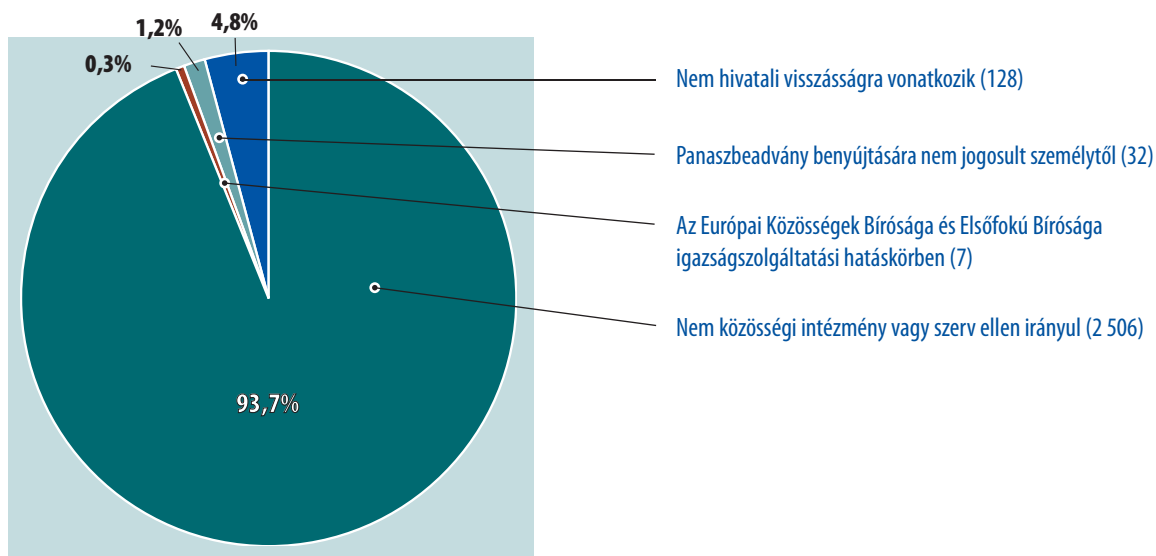 1,2%
4,8%
0,3%
93,7%
Nem hivatali visszásságra vonatkozik (128)
Panaszbeadvány benyújtására nem jogosult személytől (32)
Az Európai Közösségek Bírósága és Elsőfokú Bírósága
igazságszolgáltatási hatáskörben (7)
Nem közösségi intézmény vagy szerv ellen irányul (2 506)